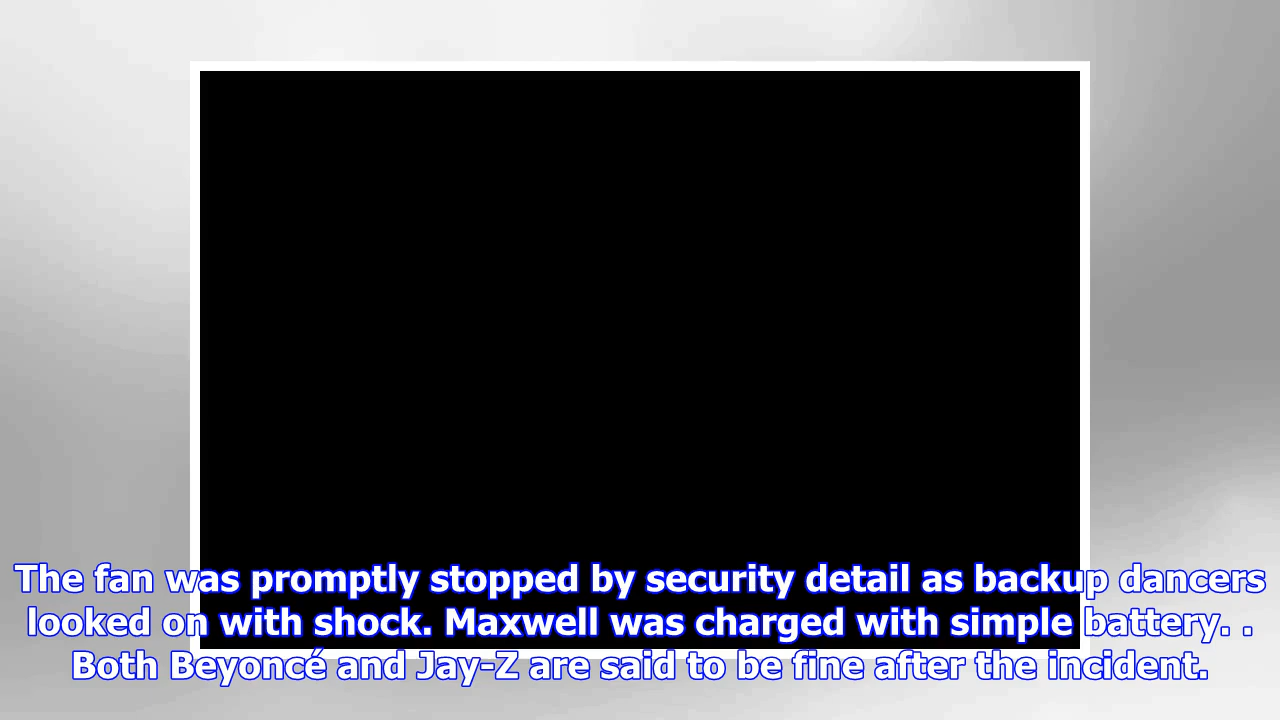 The fan was promptly stopped by security detail as backup dancers
looked on with shock. Maxwell was charged with simple battery. .
Both Beyoncé and Jay-Z are said to be fine after the incident.